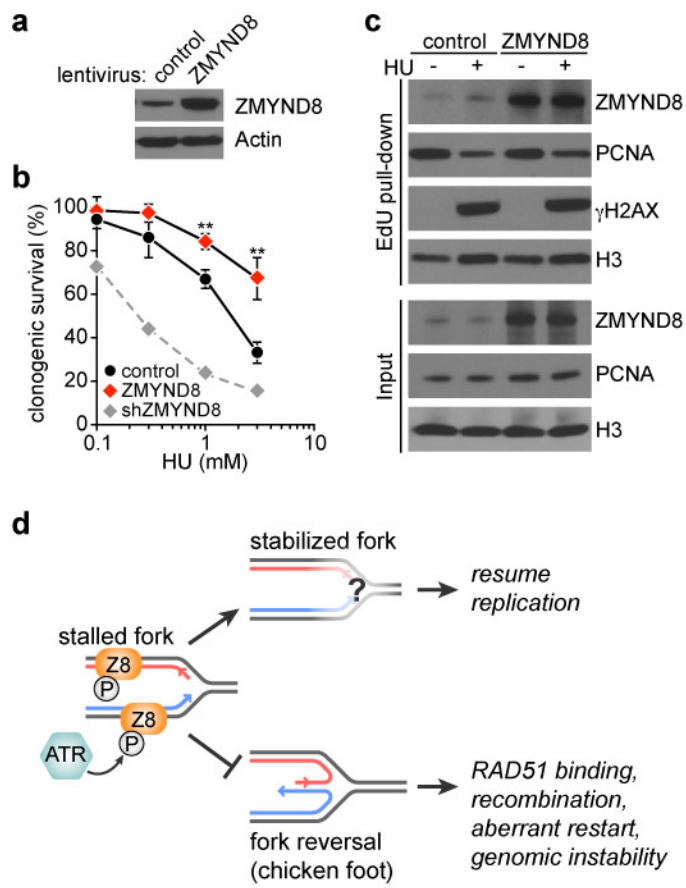 a
lentivirus: control ZMYND8
ZMYND8
Actin
b
clonogenic survival (%)
100
80
60
40
20
0
** **
control
ZMYND8
shZMYND8
0.1 1 10
HU (mM)
c
control ZMYND8
HU - + - +
EdU pull-down
ZMYND8
PCNA
γH2AX
H3
Input
ZMYND8
PCNA
H3
d
stalled fork
Z8
P
Z8
P
ATR
stabilized fork
?
resume
replication
fork reversal
(chicken foot)
RAD51 binding,
recombination,
aberrant restart,
genomic instability